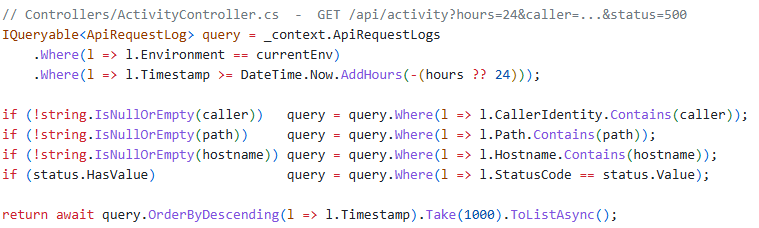 // Controllers/ActivityController.cs  -  GET /api/activity?hours=24&caller=...&status=500
IQueryable<ApiRequestLog> query = _context.ApiRequestLogs
    .Where(l => l.Environment == currentEnv)
    .Where(l => l.Timestamp >= DateTime.Now.AddHours(-(hours ?? 24)));

if (!string.IsNullOrEmpty(caller))   query = query.Where(l => l.CallerIdentity.Contains(caller));
if (!string.IsNullOrEmpty(path))     query = query.Where(l => l.Path.Contains(path));
if (!string.IsNullOrEmpty(hostname)) query = query.Where(l => l.Hostname.Contains(hostname));
if (status.HasValue)                 query = query.Where(l => l.StatusCode == status.Value);

return await query.OrderByDescending(l => l.Timestamp).Take(1000).ToListAsync();